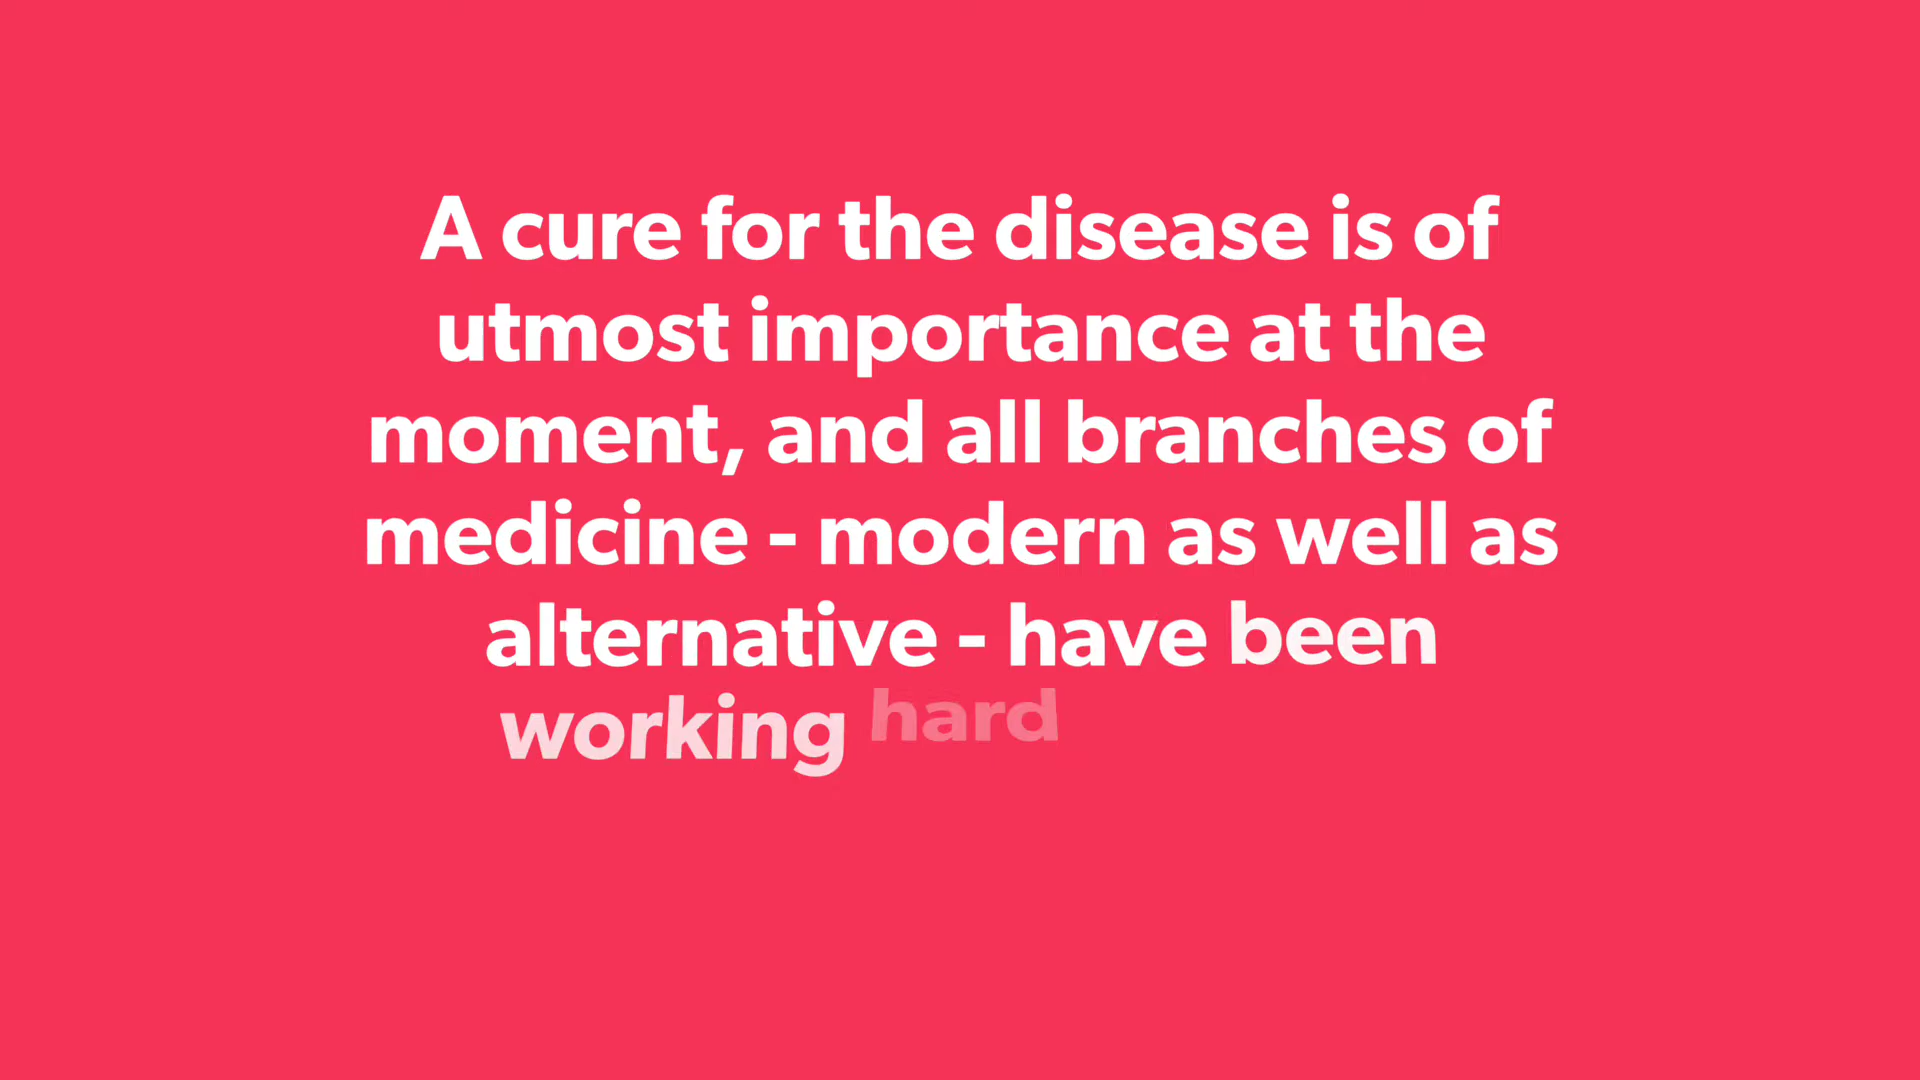 A cure for the disease is of
utmost importance at the
moment, and all branches of
medicine - modern as well as
alternative - have been
working hard